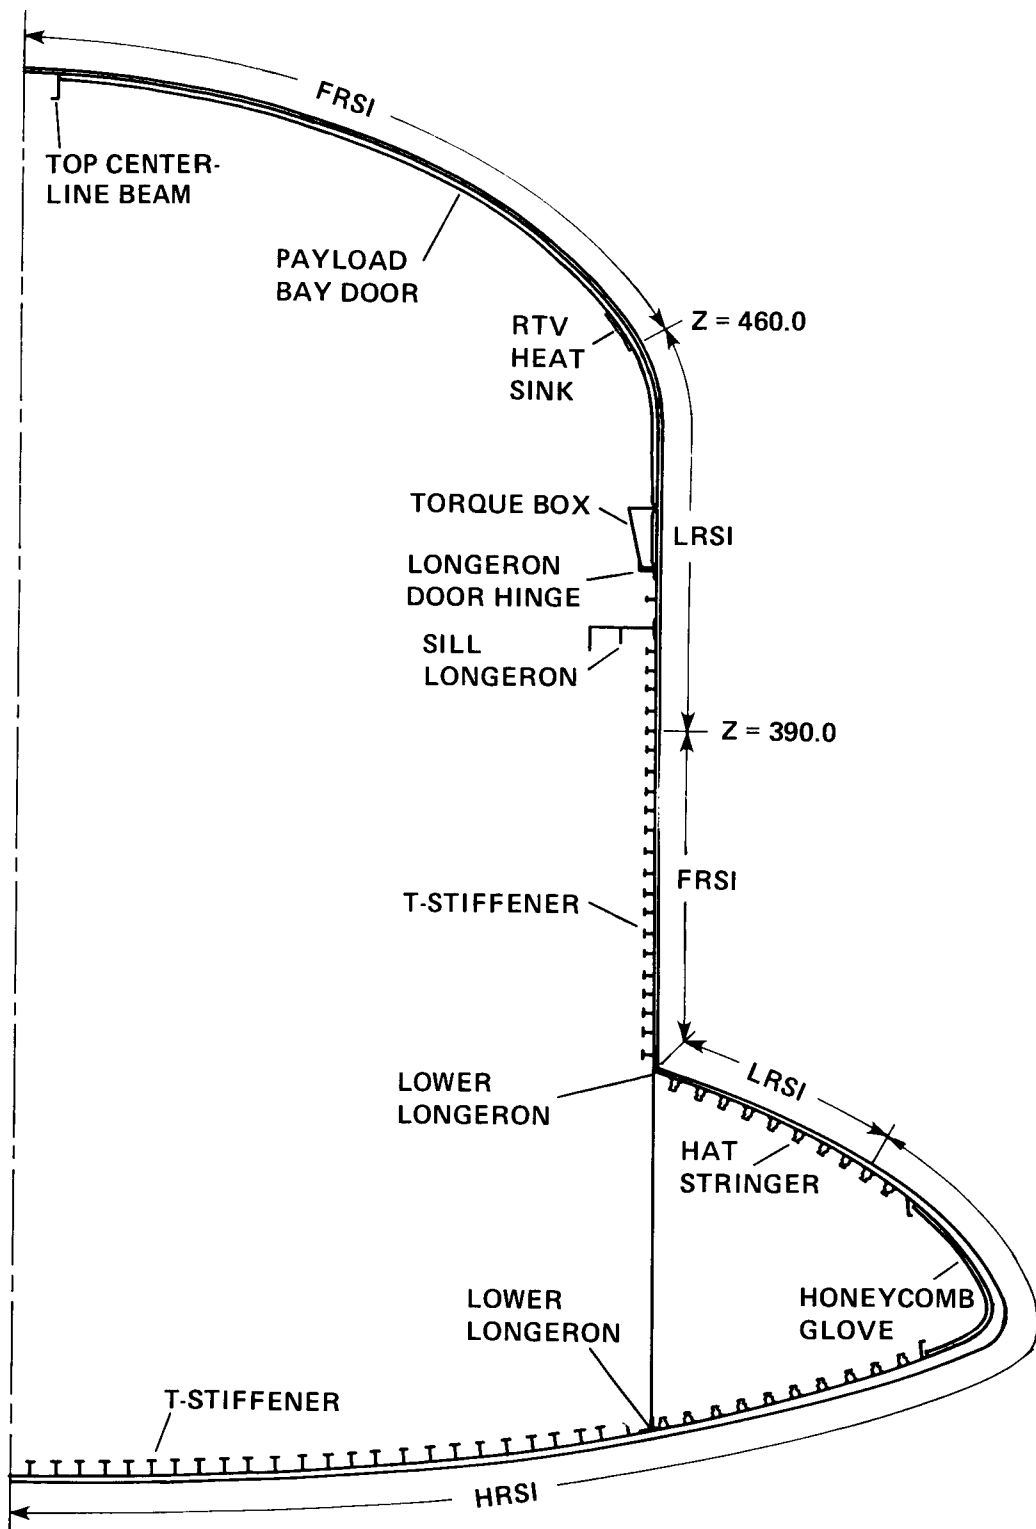 FRSI
TOP CENTER-
LINE BEAM
PAYLOAD
BAY DOOR
RTV
HEAT
SINK
Z = 460.0
TORQUE BOX
LRSI
LONGERON
DOOR HINGE
SILL
LONGERON
Z = 390.0
FRSI
T-STIFFENER
LOWER
LONGERON
LRSI
HAT
STRINGER
LOWER
LONGERON
HONEYCOMB
GLOVE
T-STIFFENER
HRSI